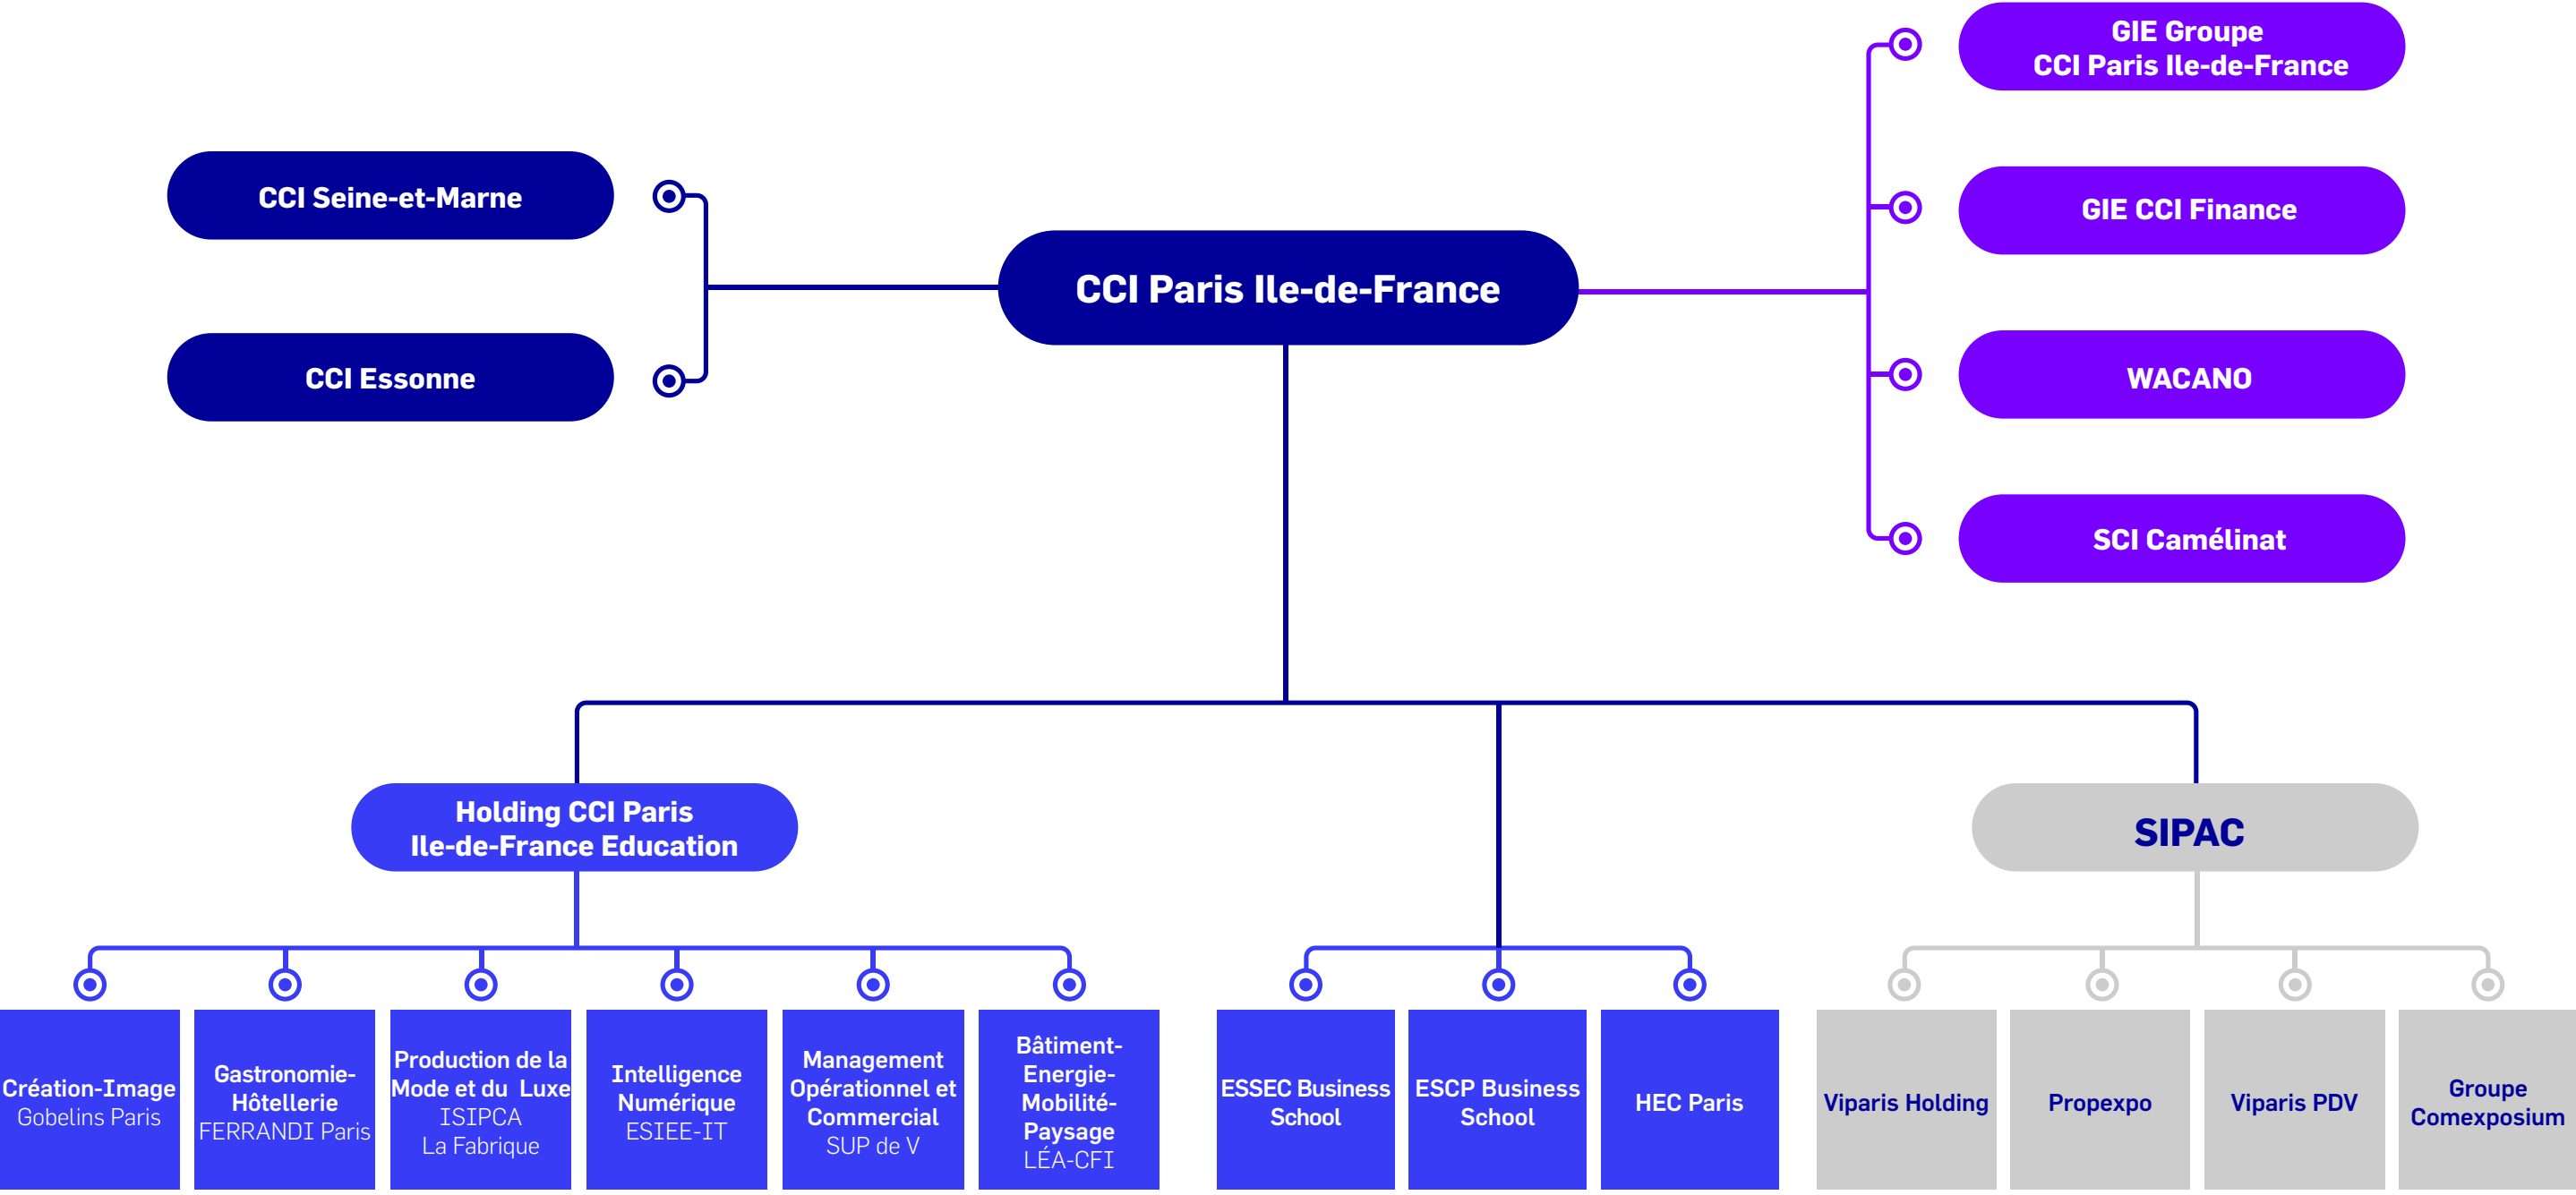 GIE Groupe
CCI Paris Ile-de-France
CCI Seine-et-Marne
GIE CCI Finance
CCI Paris Ile-de-France
CCI Essonne
WACANO
SCI Camélinat
Holding CCI Paris
Ile-de-France Education
SIPAC
Création-Image
Gobelins Paris
Gastronomie-
Hôtellerie
FERRANDI Paris
Production de la
Mode et du Luxe
ISIPCA
La Fabrique
Intelligence
Numérique
ESIEE-IT
Management
Opérationnel et
Commercial
SUP de V
Bâtiment-
Energie-
Mobilité-
Paysage
LÉA-CFI
ESSEC Business
School
ESCP Business
School
HEC Paris
Viparis Holding
Propexpo
Viparis PDV
Groupe
Comexposium